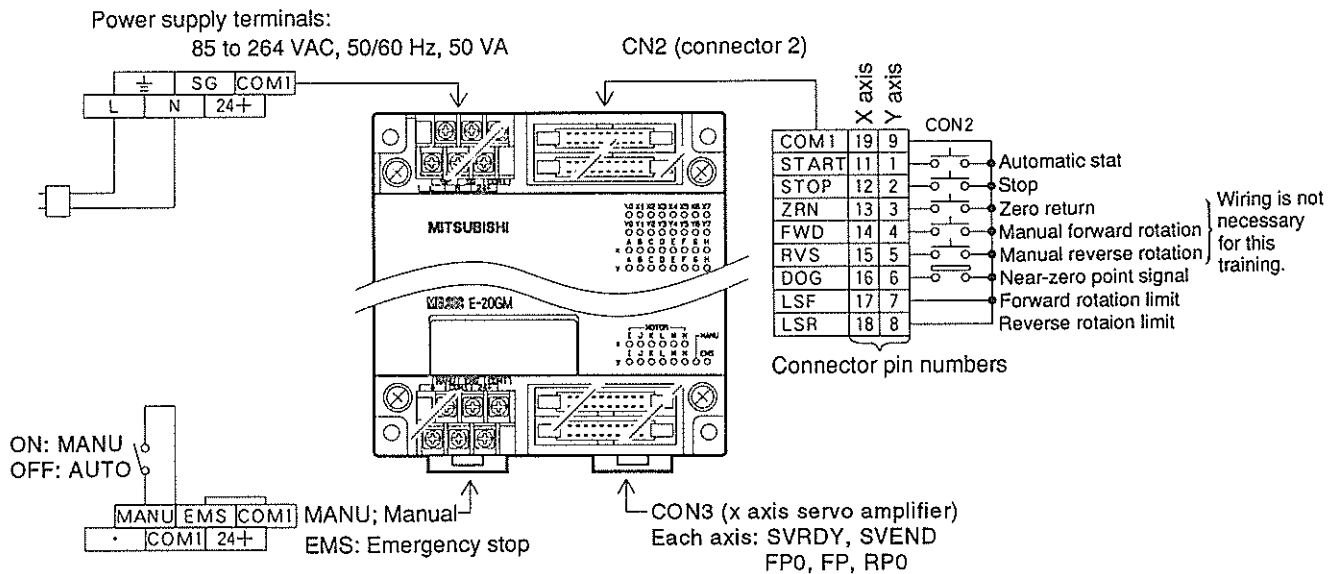 Power supply terminals:
85 to 264 VAC, 50/60 Hz, 50 VA
CN2 (connector 2)
SG COM1
L N 24+
X axis
Y axis
CON2
COM1 19 9
START 11 1 Automatic stat
STOP 12 2 Stop
ZRN 13 3 Zero return
FWD 14 4 Manual forward rotation
RVS 15 5 Manual reverse rotation
DOG 16 6 Near-zero point signal
LSF 17 7 Forward rotation limit
LSR 18 8 Reverse rotaion limit
Wiring is not
necessary
for this
training.
Connector pin numbers
MITSUBISHI
E-20GM
MOTOR
MANU
EMS
ON: MANU
OFF: AUTO
MANU EMS COM1
COM1 24+
MANU; Manual
EMS: Emergency stop
CON3 (x axis servo amplifier)
Each axis: SVRDY, SVEND
FP0, FP, RP0